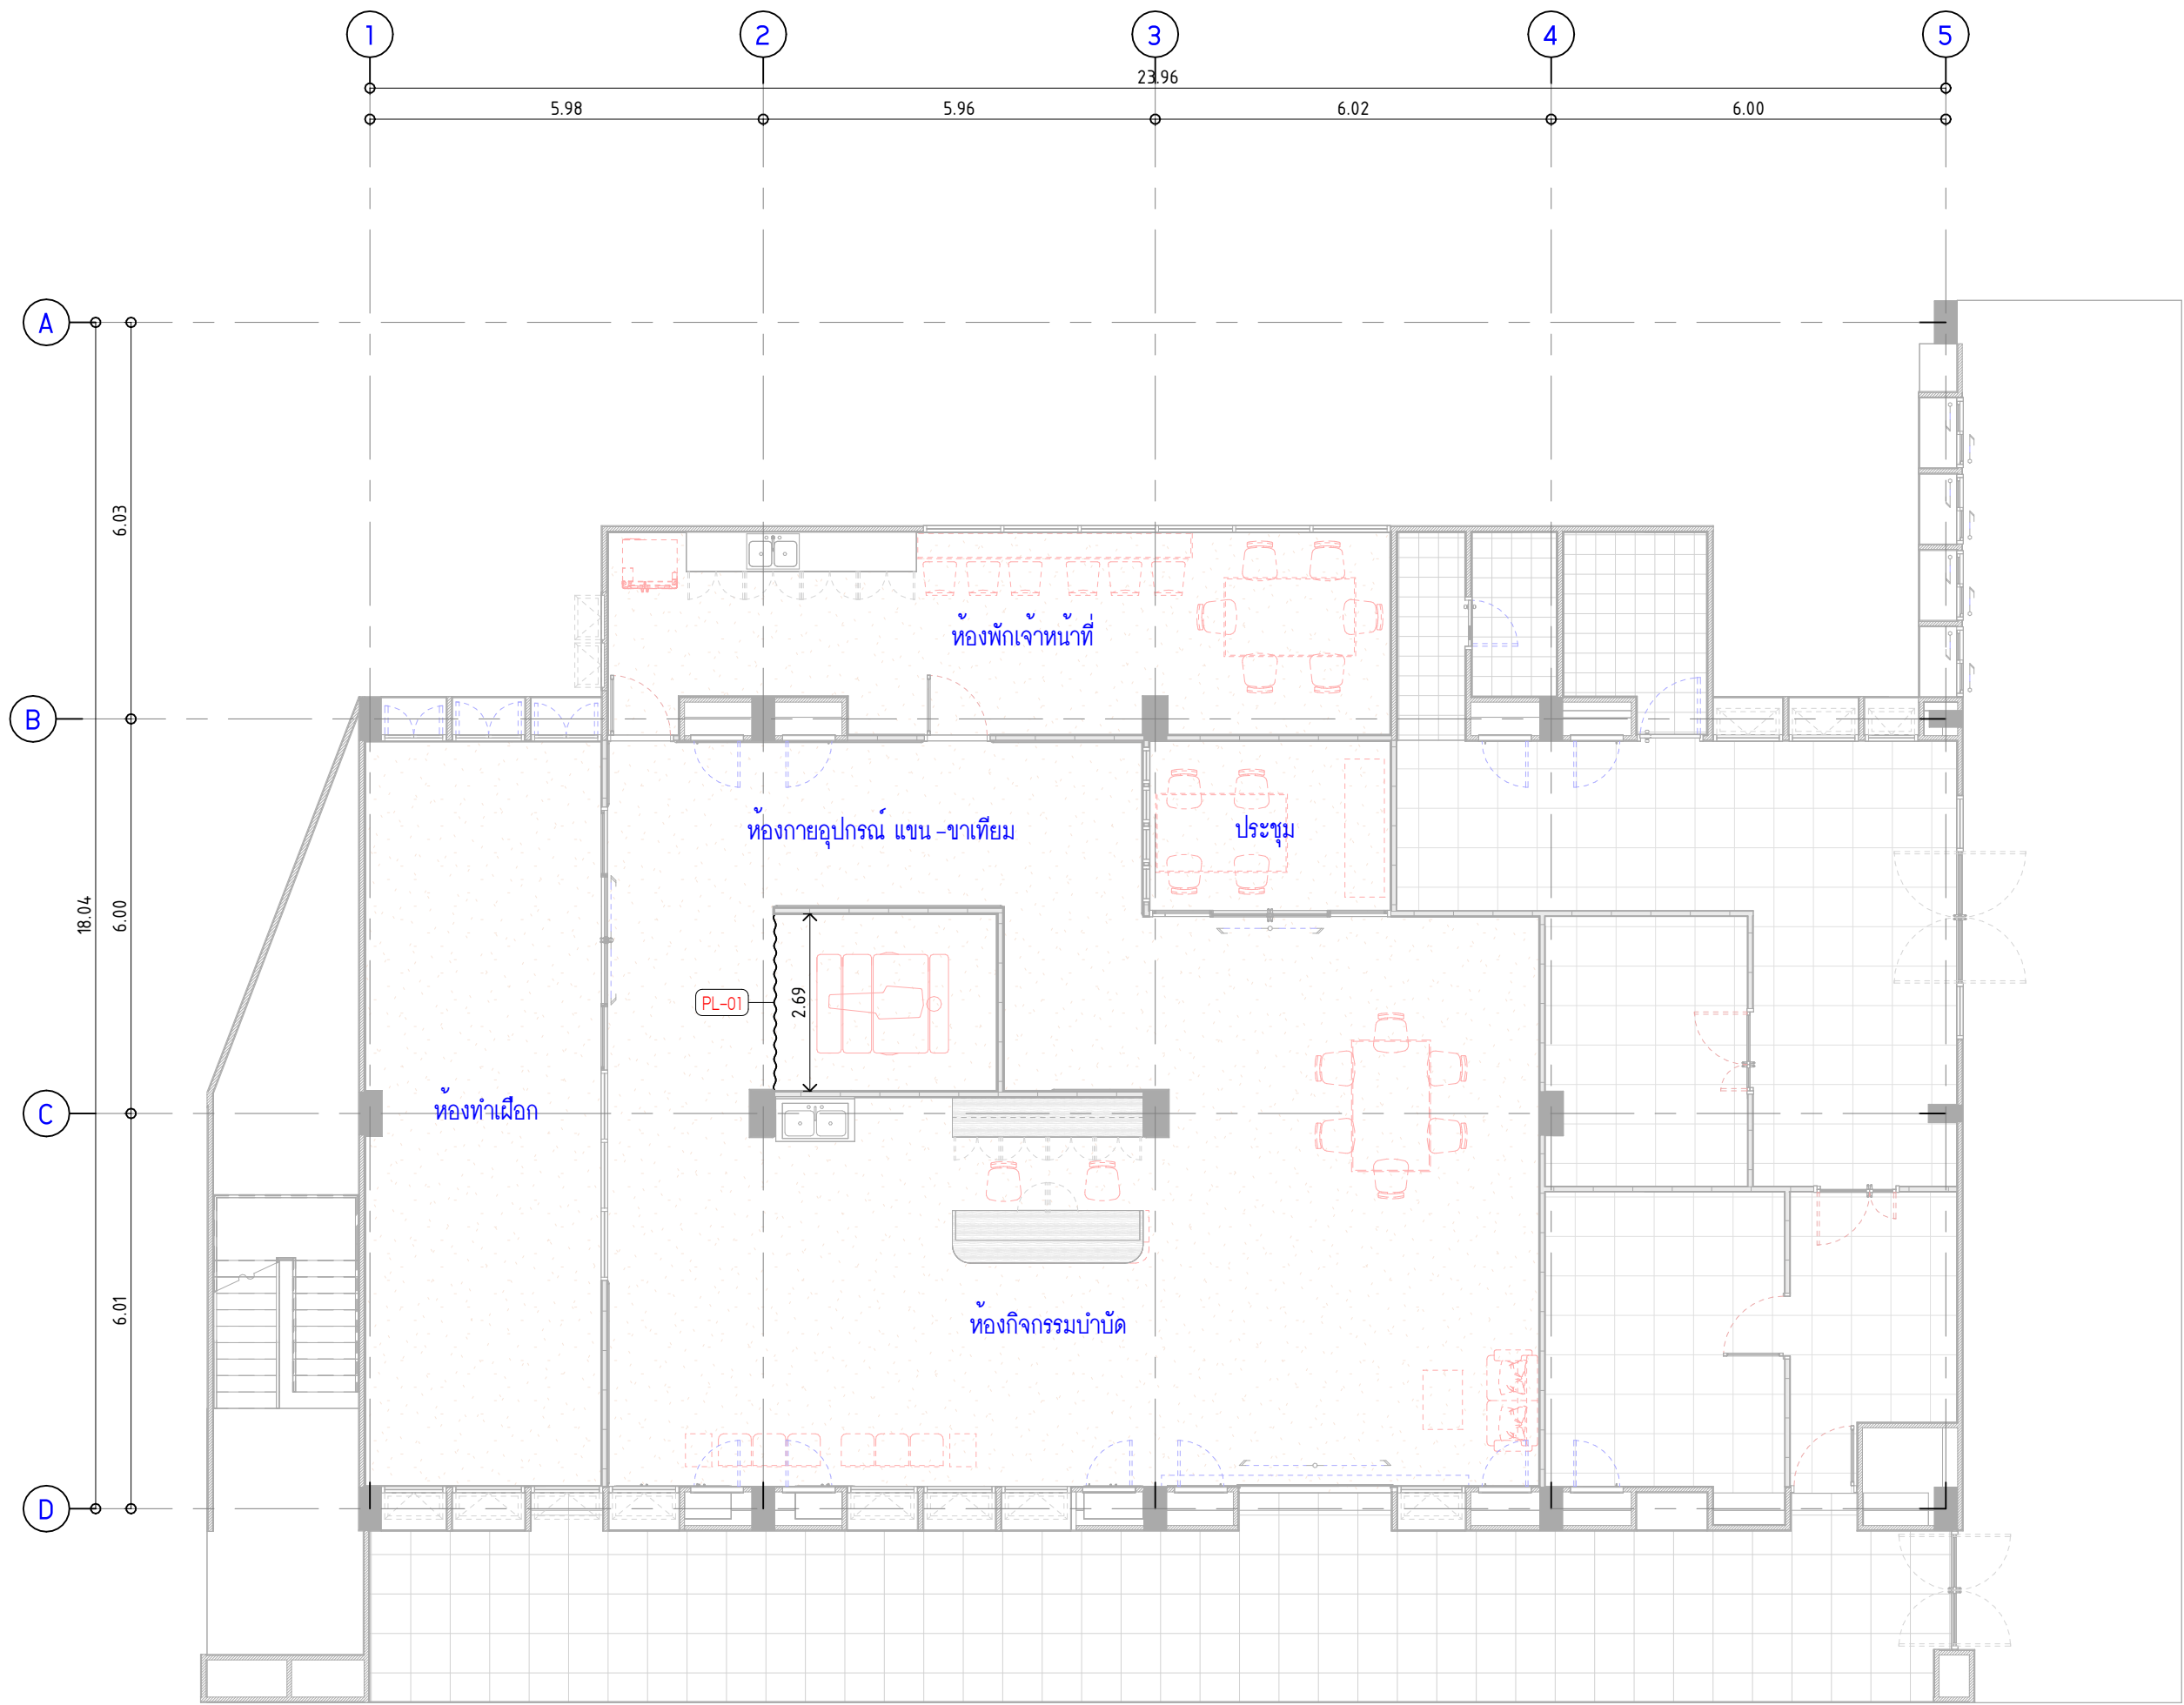 1 2 3 4 5
23.96
5.98 5.96 6.02 6.00
A
6.03
ห้องพักเจ้าหน้าที่
B
ห้องกายอุปกรณ์ แขน -ขาเทียม
ประชุม
18.04
6.00
PL-01
2.69
ห้องทำเฝือก
C
6.01
ห้องกิจกรรมบำบัด
D